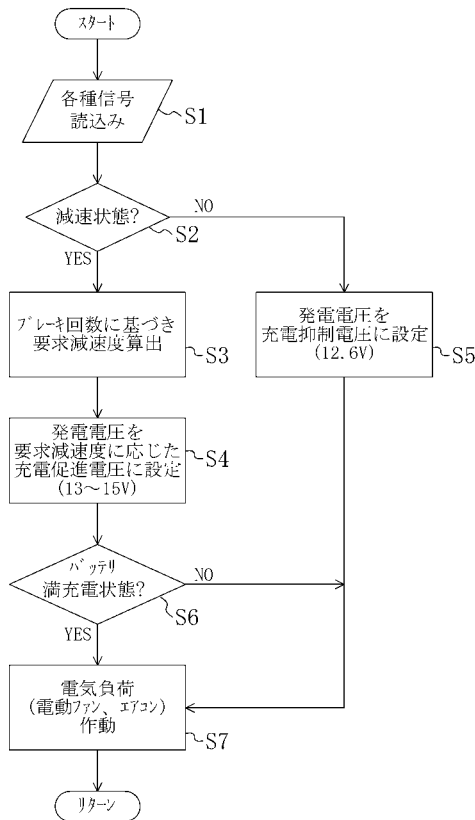 スタート
各種信号
読込み
S1
減速状態?
S2
NO
YES
ブレーキ回数に基づき
要求減速度算出
S3
発電電圧を
充電抑制電圧に設定
(12.6V)
S5
発電電圧を
要求減速度に応じた
充電促進電圧に設定
(13～15V)
S4
バッテリ
満充電状態?
S6
NO
YES
電気負荷
(電動ファン、エアコン)
作動
S7
リターン